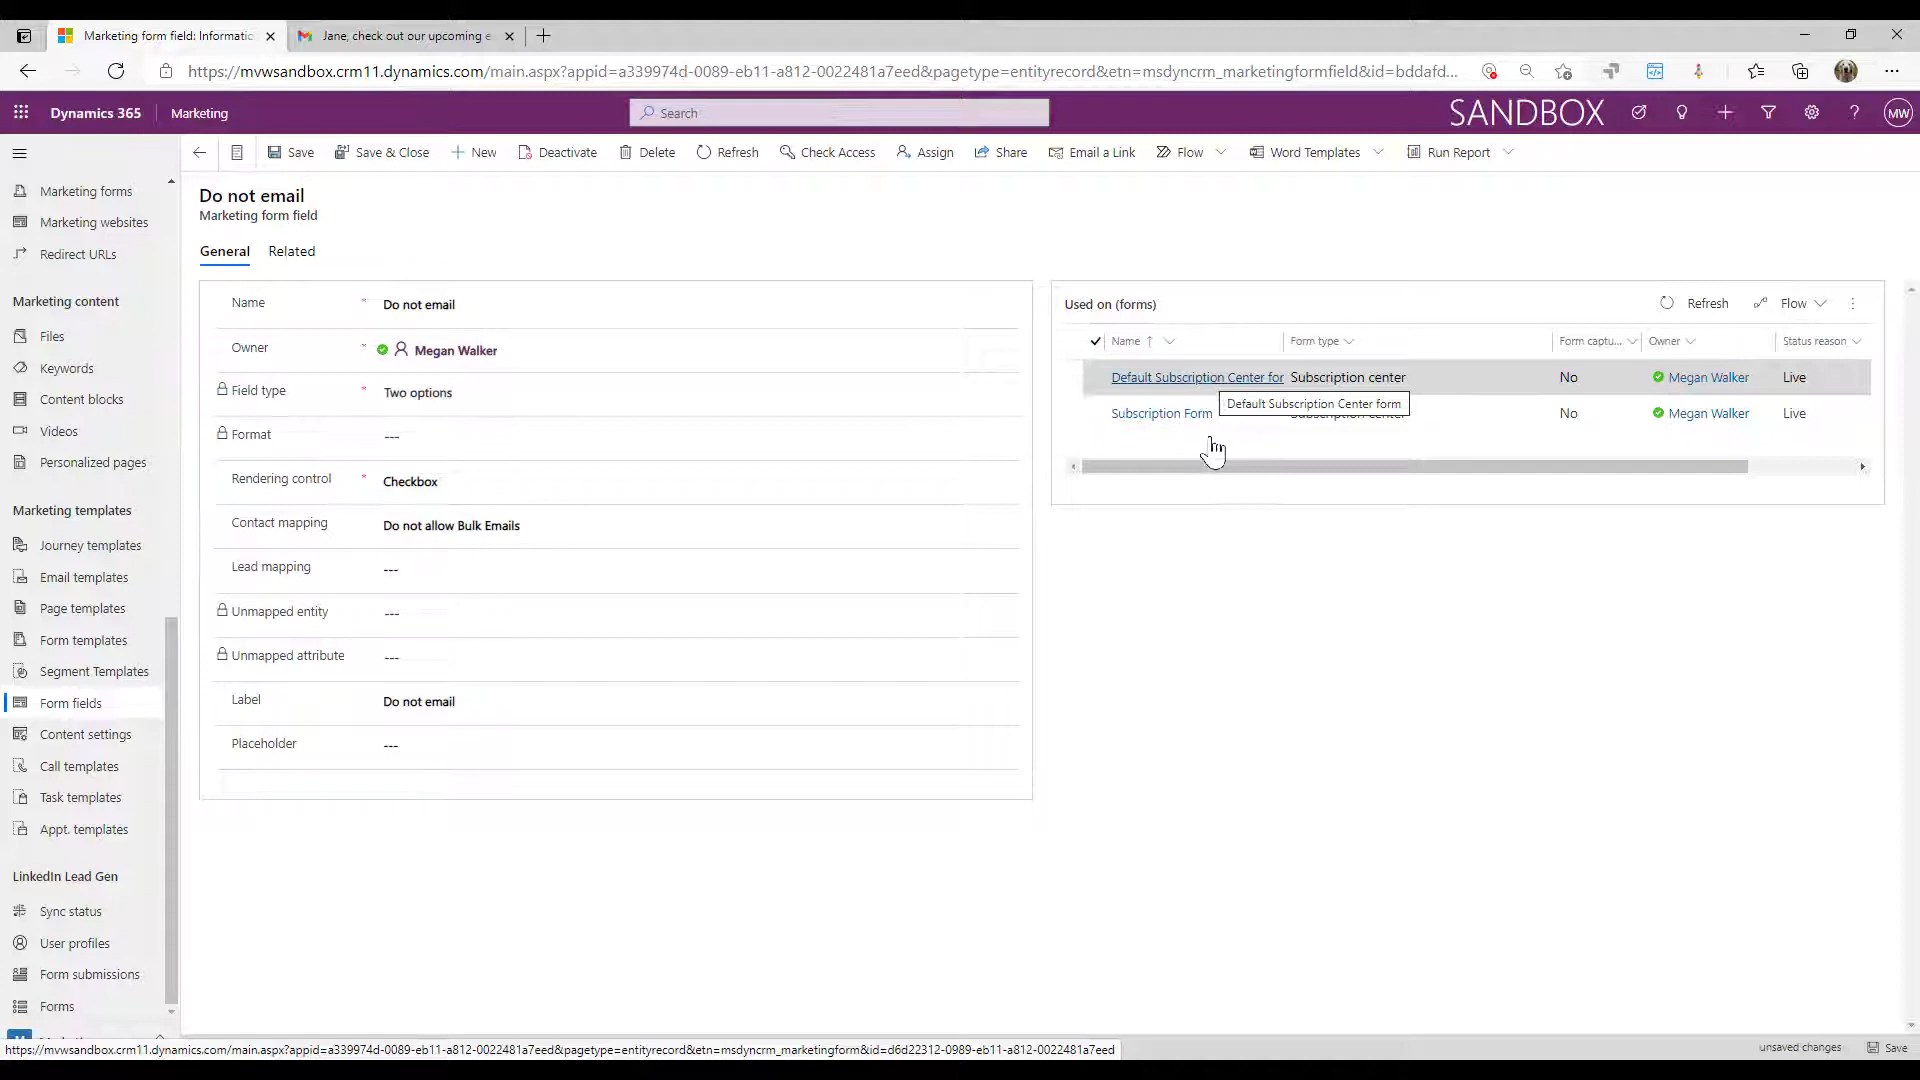 Marketing form field: Informatio
Jane, check out our upcoming e
https://mvwsandbox.crm11.dynamics.com/main.aspx?appid=a339974d-0089-eb11-a812-0022481a7eed&pagetype=entityrecord&etn=msdyncrm_marketingformfield&id=bddafd...
Dynamics 365
Marketing
Search
SANDBOX
MW
Save
Save & Close
New
Deactivate
Delete
Refresh
Check Access
Assign
Share
Email a Link
Flow
Word Templates
Run Report
Marketing forms
Marketing websites
Redirect URLs
Marketing content
Files
Keywords
Content blocks
Videos
Personalized pages
Marketing templates
Journey templates
Email templates
Page templates
Form templates
Segment Templates
Form fields
Content settings
Call templates
Task templates
Appt. templates
LinkedIn Lead Gen
Sync status
User profiles
Form submissions
Forms
Do not email
Marketing form field
General
Related
Name * Do not email
Owner * Megan Walker
Field type * Two options
Format ---
Rendering control * Checkbox
Contact mapping Do not allow Bulk Emails
Lead mapping ---
Unmapped entity ---
Unmapped attribute ---
Label Do not email
Placeholder ---
Used on (forms)
Refresh
Flow
Name Form type Form captu... Owner Status reason
Default Subscription Center for Subscription center No Megan Walker Live
Default Subscription Center form
Subscription Form No Megan Walker Live
https://mvwsandbox.crm11.dynamics.com/main.aspx?appid=a339974d-0089-eb11-a812-0022481a7eed&pagetype=entityrecord&etn=msdyncrm_marketingform&id=d6d22312-0989-eb11-a812-0022481a7eed
unsaved changes
Save